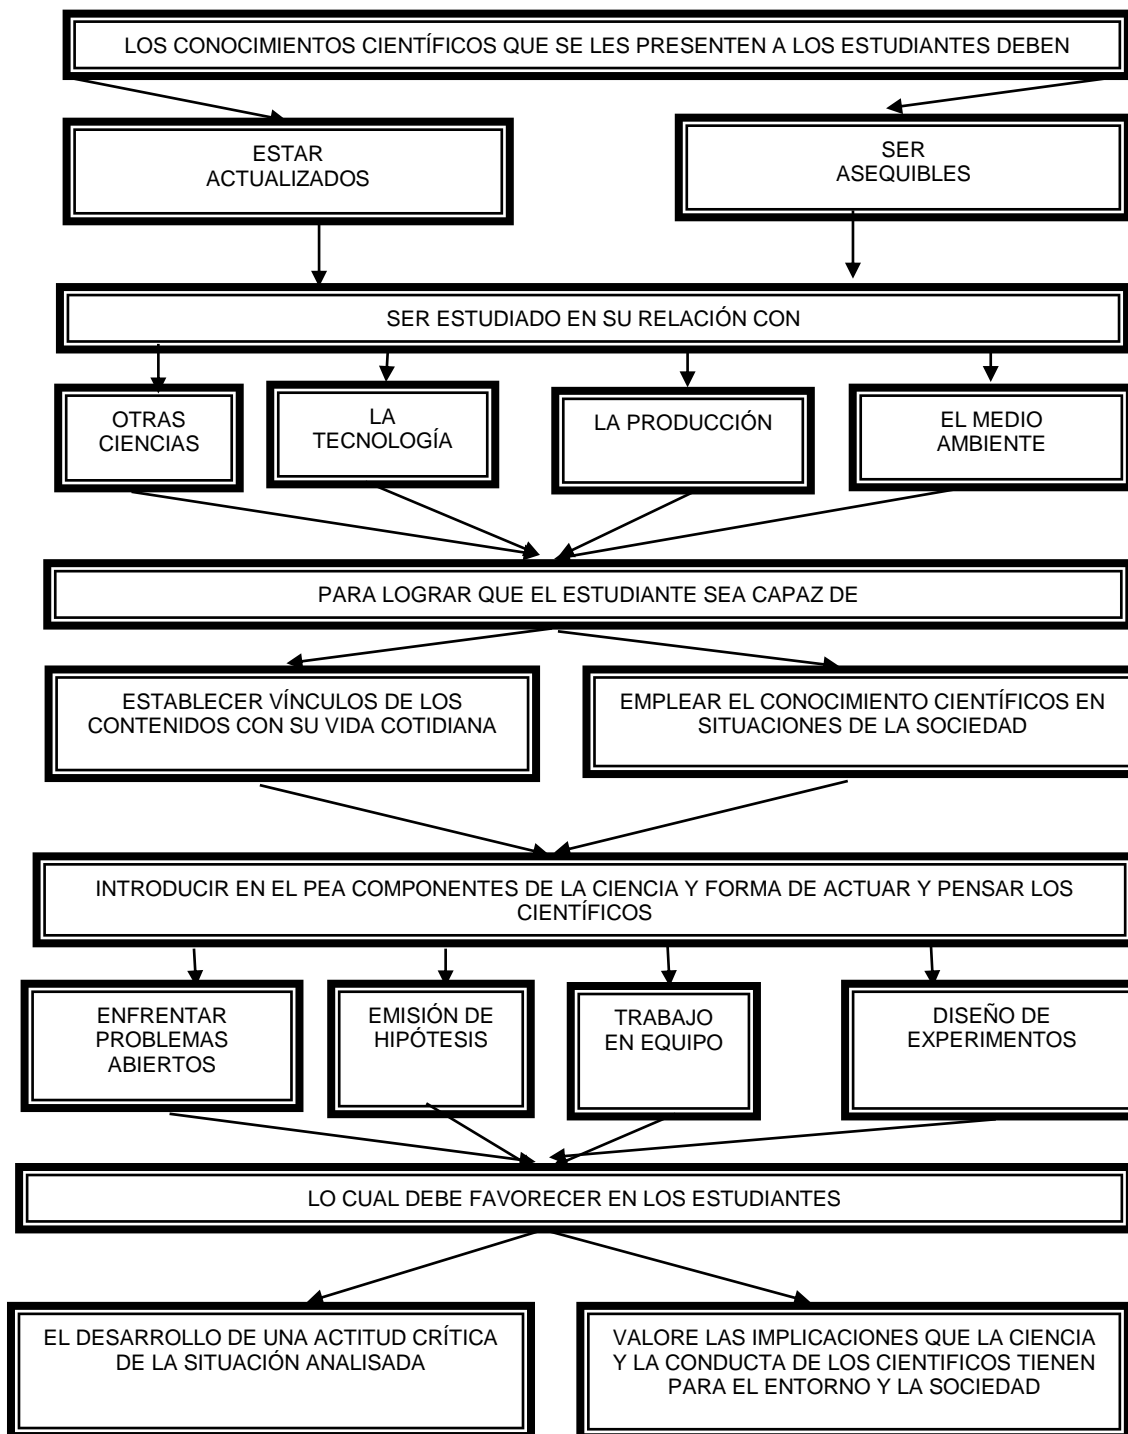 LOS CONOCIMIENTOS CIENTÍFICOS QUE SE LES PRESENTEN A LOS ESTUDIANTES DEBEN
ESTAR
ACTUALIZADOS
SER
ASEQUIBLES
SER ESTUDIADO EN SU RELACIÓN CON
OTRAS
CIENCIAS
LA
TECNOLOGÍA
LA PRODUCCIÓN
EL MEDIO
AMBIENTE
PARA LOGRAR QUE EL ESTUDIANTE SEA CAPAZ DE
ESTABLECER VÍNCULOS DE LOS
CONTENIDOS CON SU VIDA COTIDIANA
EMPLEAR EL CONOCIMIENTO CIENTÍFICOS EN
SITUACIONES DE LA SOCIEDAD
INTRODUCIR EN EL PEA COMPONENTES DE LA CIENCIA Y FORMA DE ACTUAR Y PENSAR LOS
CIENTÍFICOS
ENFRENTAR
PROBLEMAS
ABIERTOS
EMISIÓN DE
HIPÓTESIS
TRABAJO
EN EQUIPO
DISEÑO DE
EXPERIMENTOS
LO CUAL DEBE FAVORECER EN LOS ESTUDIANTES
EL DESARROLLO DE UNA ACTITUD CRÍTICA
DE LA SITUACIÓN ANALISADA
VALORE LAS IMPLICACIONES QUE LA CIENCIA
Y LA CONDUCTA DE LOS CIENTIFICOS TIENEN
PARA EL ENTORNO Y LA SOCIEDAD